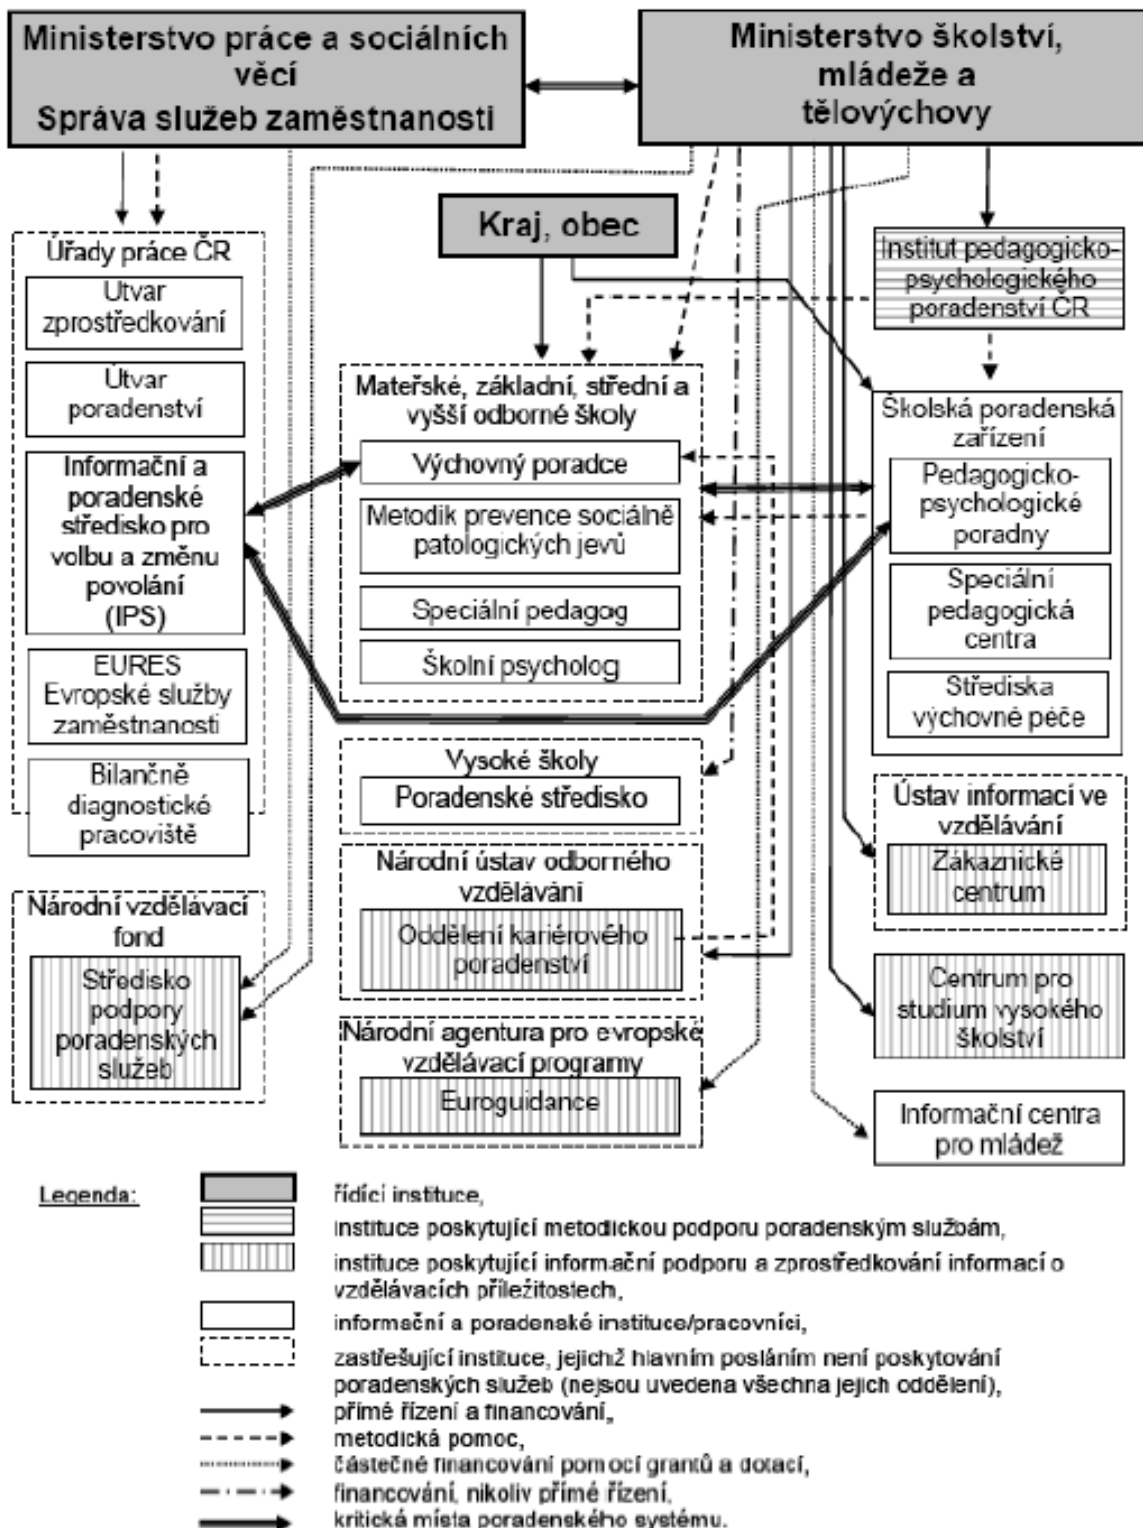 Ministerstvo práce a sociálních
věcí
Správa služeb zaměstnanosti
Ministerstvo školství,
mládeže a
tělovýchovy
Kraj, obec
Úřady práce ČR
Útvar
zprostředkování
Útvar
poradenství
Informační a
poradenské
středisko pro
volbu a změnu
povolání
(IPS)
EURES
Evropské služby
zaměstnanosti
Bilančně
diagnostické
pracoviště
Národní vzdělávací
fond
Středisko
podpory
poradenských
služeb
Mateřské, základní, střední a
vyšší odborné školy
Výchovný poradce
Metodik prevence sociálně
patologických jevů
Speciální pedagog
Školní psycholog
Vysoké školy
Poradenské středisko
Národní ústav odborného
vzdělávání
Oddělení kariérového
poradenství
Národní agentura pro evropské
vzdělávací programy
Euroguidance
Institut pedagogicko-
psychologického
poradenství ČR
Školská poradenská
zařízení
Pedagogicko-
psychologické
poradny
Speciální
pedagogická
centra
Střediska
výchovné péče
Ústav informací ve
vzdělávání
Zákaznické
centrum
Centrum pro
studium vysokého
školství
Informační centra
pro mládež
Legenda:
řídící instituce,
instituce poskytující metodickou podporu poradenským službám,
instituce poskytující informační podporu a zprostředkování informací o
vzdělávacích příležitostech,
informační a poradenské instituce/pracovníci,
zastřešující instituce, jejichž hlavním posláním není poskytování
poradenských služeb (nejsou uvedena všechna jejich oddělení),
přímé řízení a financování,
metodická pomoc,
částečné financování pomocí grantů a dotací,
financování, nikoliv přímé řízení,
kritická místa poradenského systému.